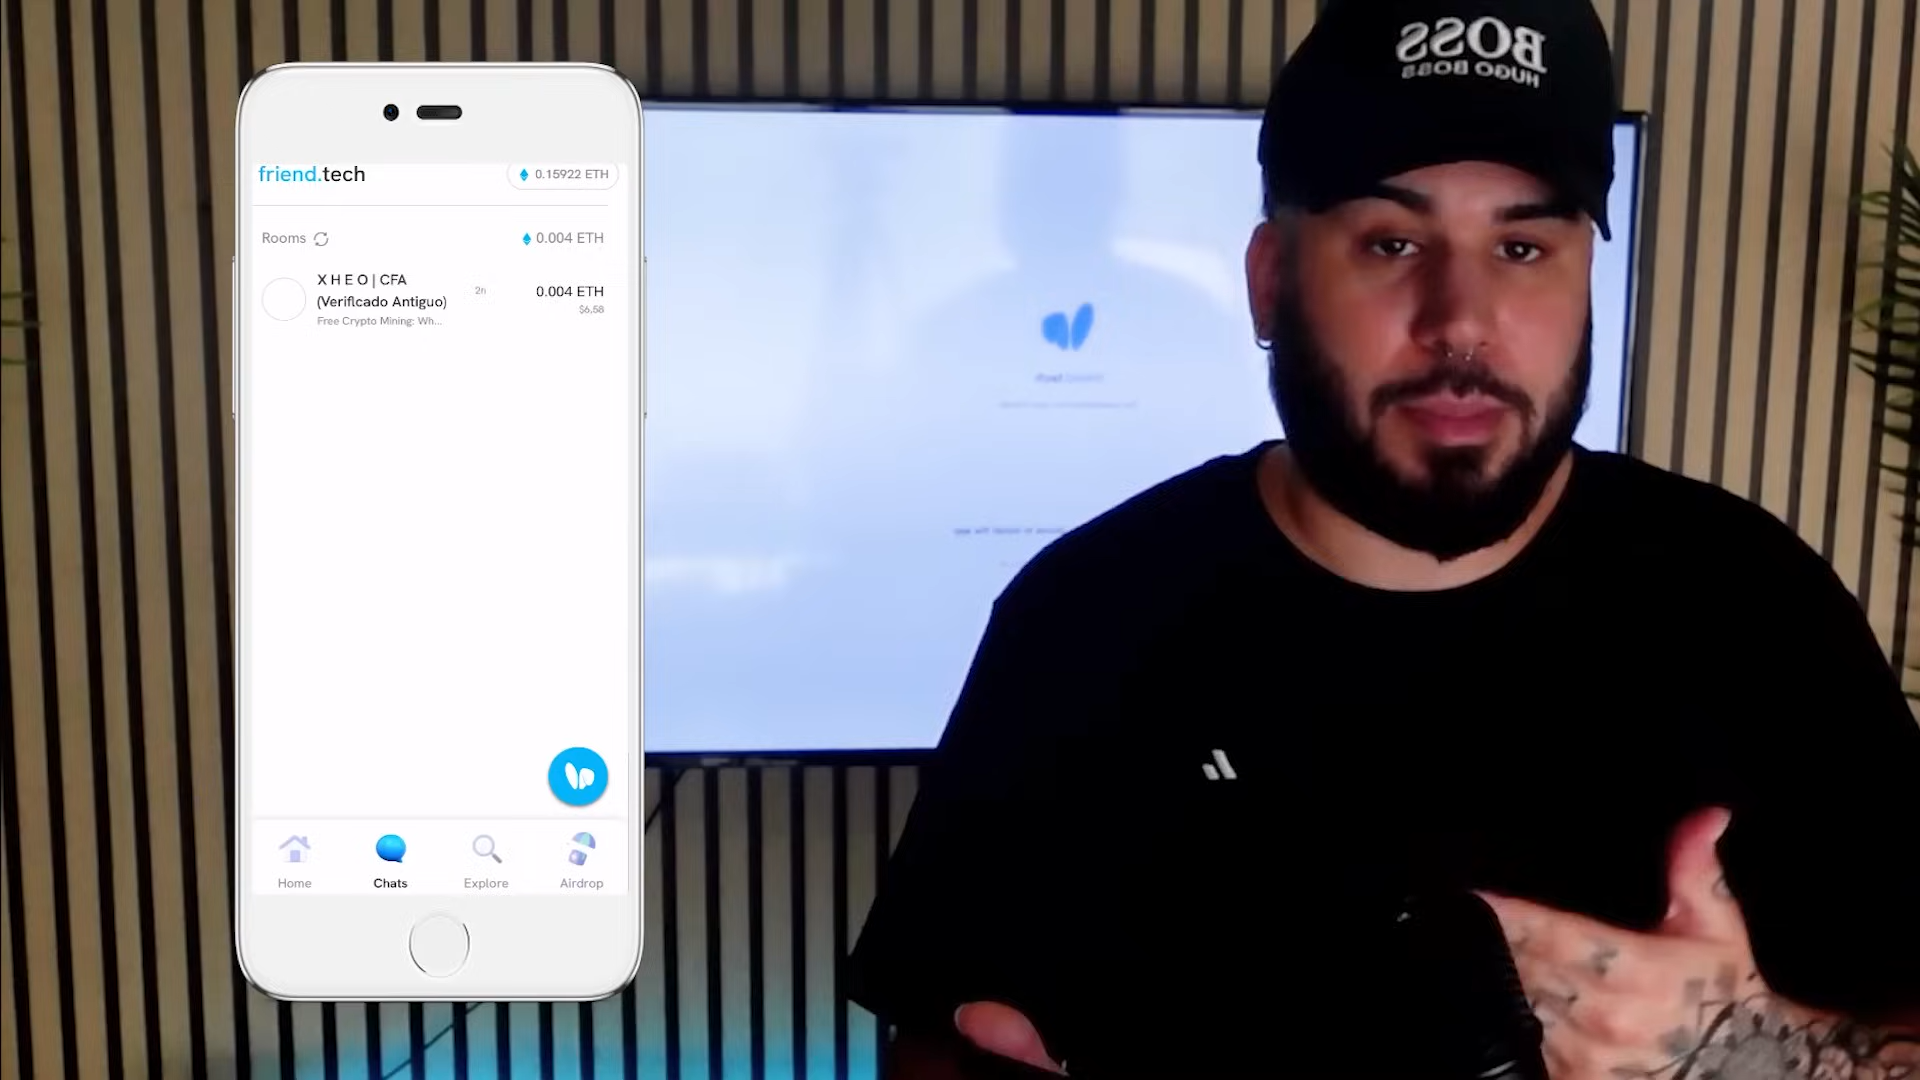 BOSS
HUGO BOSS
friend.tech
0.15922 ETH
Rooms
0.004 ETH
X H E O | CFA
(Verificado Antiguo)
2h
0.004 ETH
$6,58
Free Crypto Mining: Wh...
Home
Chats
Explore
Airdrop